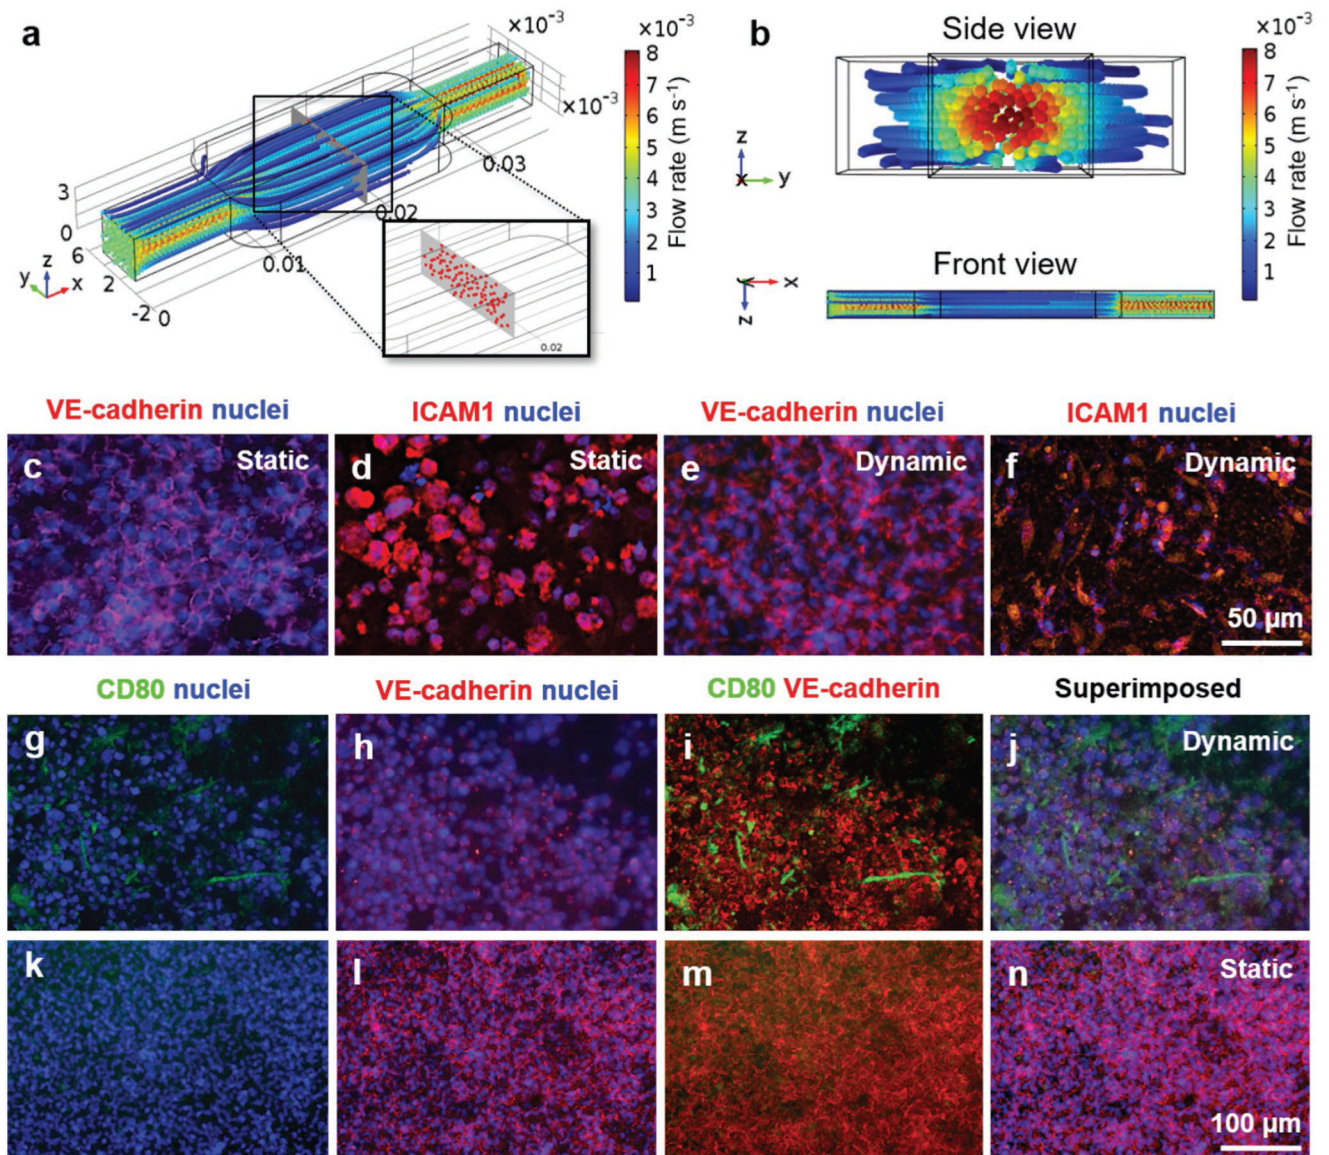 a
×10⁻³
×10⁻³
×10⁻³
8
7
6
5
4
3
2
1
Flow rate (m s⁻¹)
3
0
6
2
-2
0
0.01
0.02
0.03
z
y
x
0.02
b
Side view
z
x
y
Front view
x
z
×10⁻³
8
7
6
5
4
3
2
1
Flow rate (m s⁻¹)
VE-cadherin nuclei
ICAM1 nuclei
VE-cadherin nuclei
ICAM1 nuclei
c
Static
d
Static
e
Dynamic
f
Dynamic
50 µm
CD80 nuclei
VE-cadherin nuclei
CD80 VE-cadherin
Superimposed
g
h
i
j
Dynamic
k
l
m
n
Static
100 µm